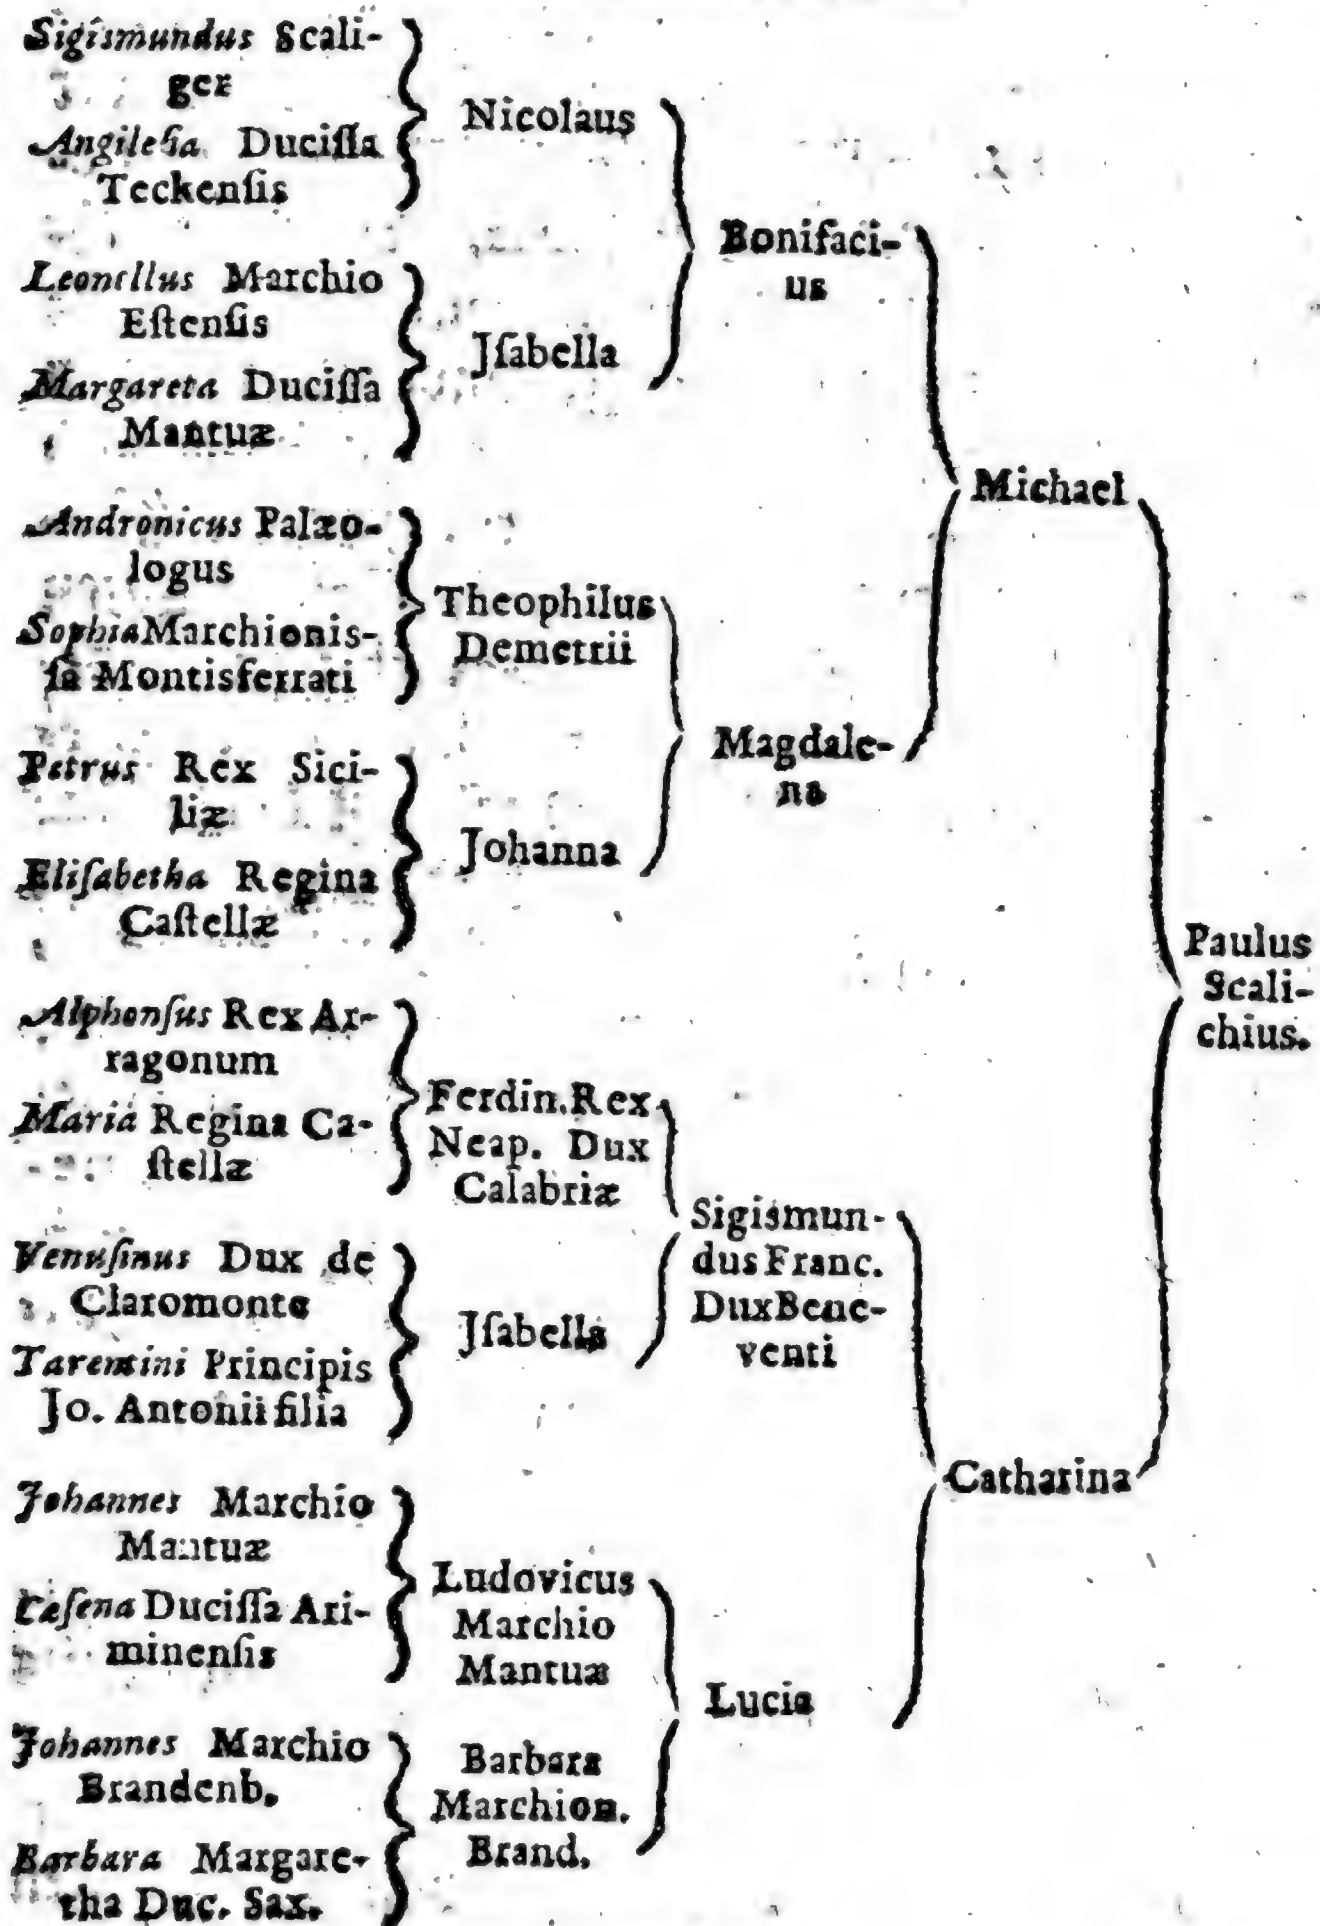 Sigismundus Scali-
ger
Angilesia Duciſſa
Teckenſis
Leonellus Marchio
Eſtenſis
Margareta Duciſſa
Mantuæ
Andronicus Palæo-
logus
Sophia Marchioniſ-
ſa Montisferrati
Petrus Rex Sici-
liæ
Eliſabetha Regina
Caſtellæ
Alphonſus Rex Ar-
ragonum
Maria Regina Ca-
ſtellæ
Venuſinus Dux de
Claromonte
Tarentini Principis
Jo. Antonii filia
Johannes Marchio
Mantuæ
Cæſena Duciſſa Ari-
minenſis
Johannes Marchio
Brandenb.
Barbara Margare-
tha Duc. Sax.
Nicolaus
Jſabella
Theophilus
Demetrii
Johanna
Ferdin. Rex
Neap. Dux
Calabriæ
Jſabella
Ludovicus
Marchio
Mantuæ
Barbara
Marchion.
Brand.
Bonifaci-
us
Magdale-
na
Sigismun-
dus Franc.
Dux Bene-
venti
Lucia
Michael
Catharina
Paulus
Scali-
chius.